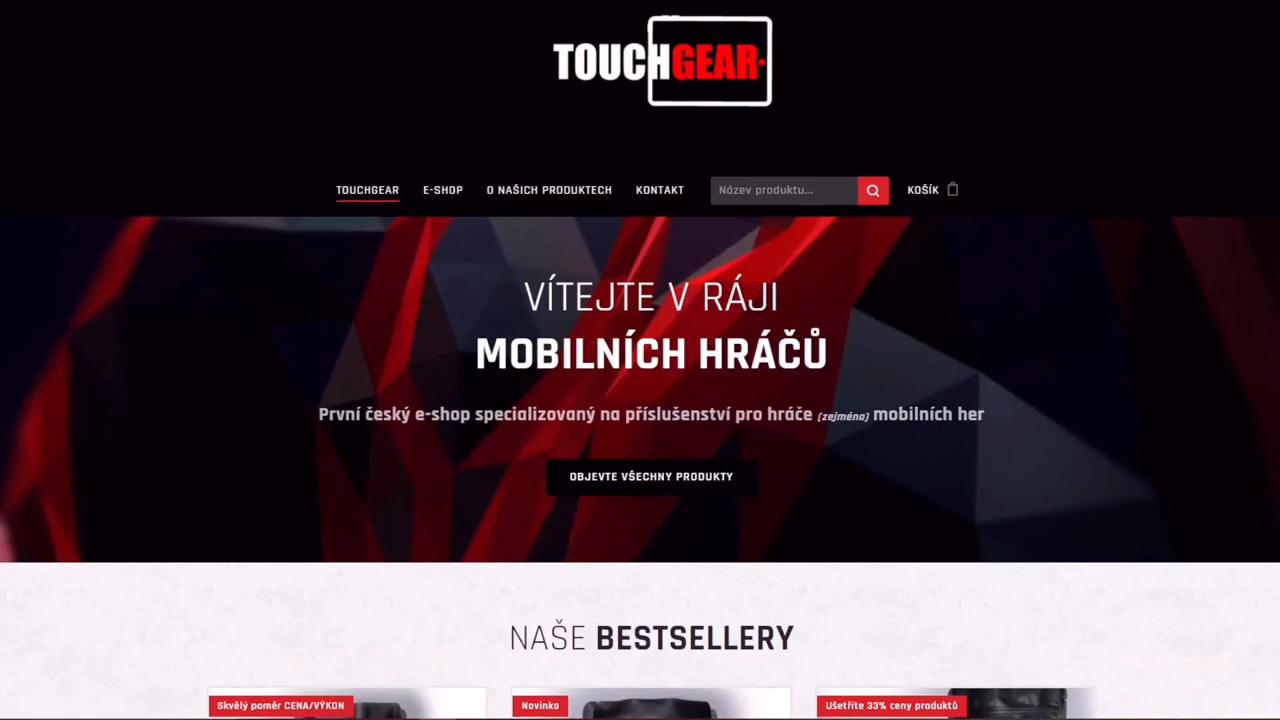 TOUCHGEAR
TOUCHGEAR E-SHOP O NAŠICH PRODUKTECH KONTAKT Název produktu... KOŠÍK
VÍTEJTE V RÁJI
MOBILNÍCH HRÁČŮ
První český e-shop specializovaný na příslušenství pro hráče (zejména) mobilních her
OBJEVTE VŠECHNY PRODUKTY
NAŠE BESTSELLERY
Skvělý poměr CENA/VÝKON Novinka Ušetříte 33% ceny produktů